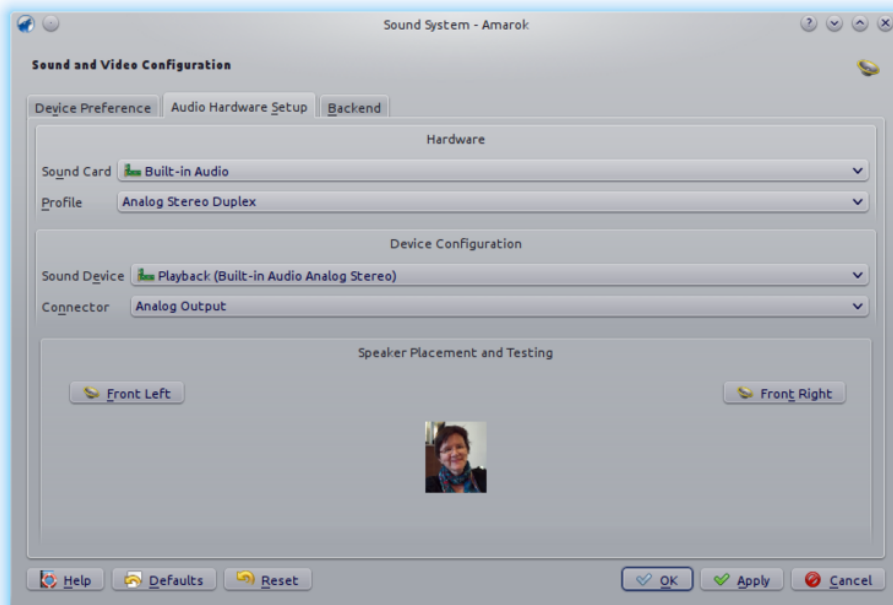 Sound System - Amarok
Sound and Video Configuration
Device Preference Audio Hardware Setup Backend
Hardware
Sound Card Built-in Audio
Profile Analog Stereo Duplex
Device Configuration
Sound Device Playback (Built-in Audio Analog Stereo)
Connector Analog Output
Speaker Placement and Testing
Front Left Front Right
Help Defaults Reset OK Apply Cancel